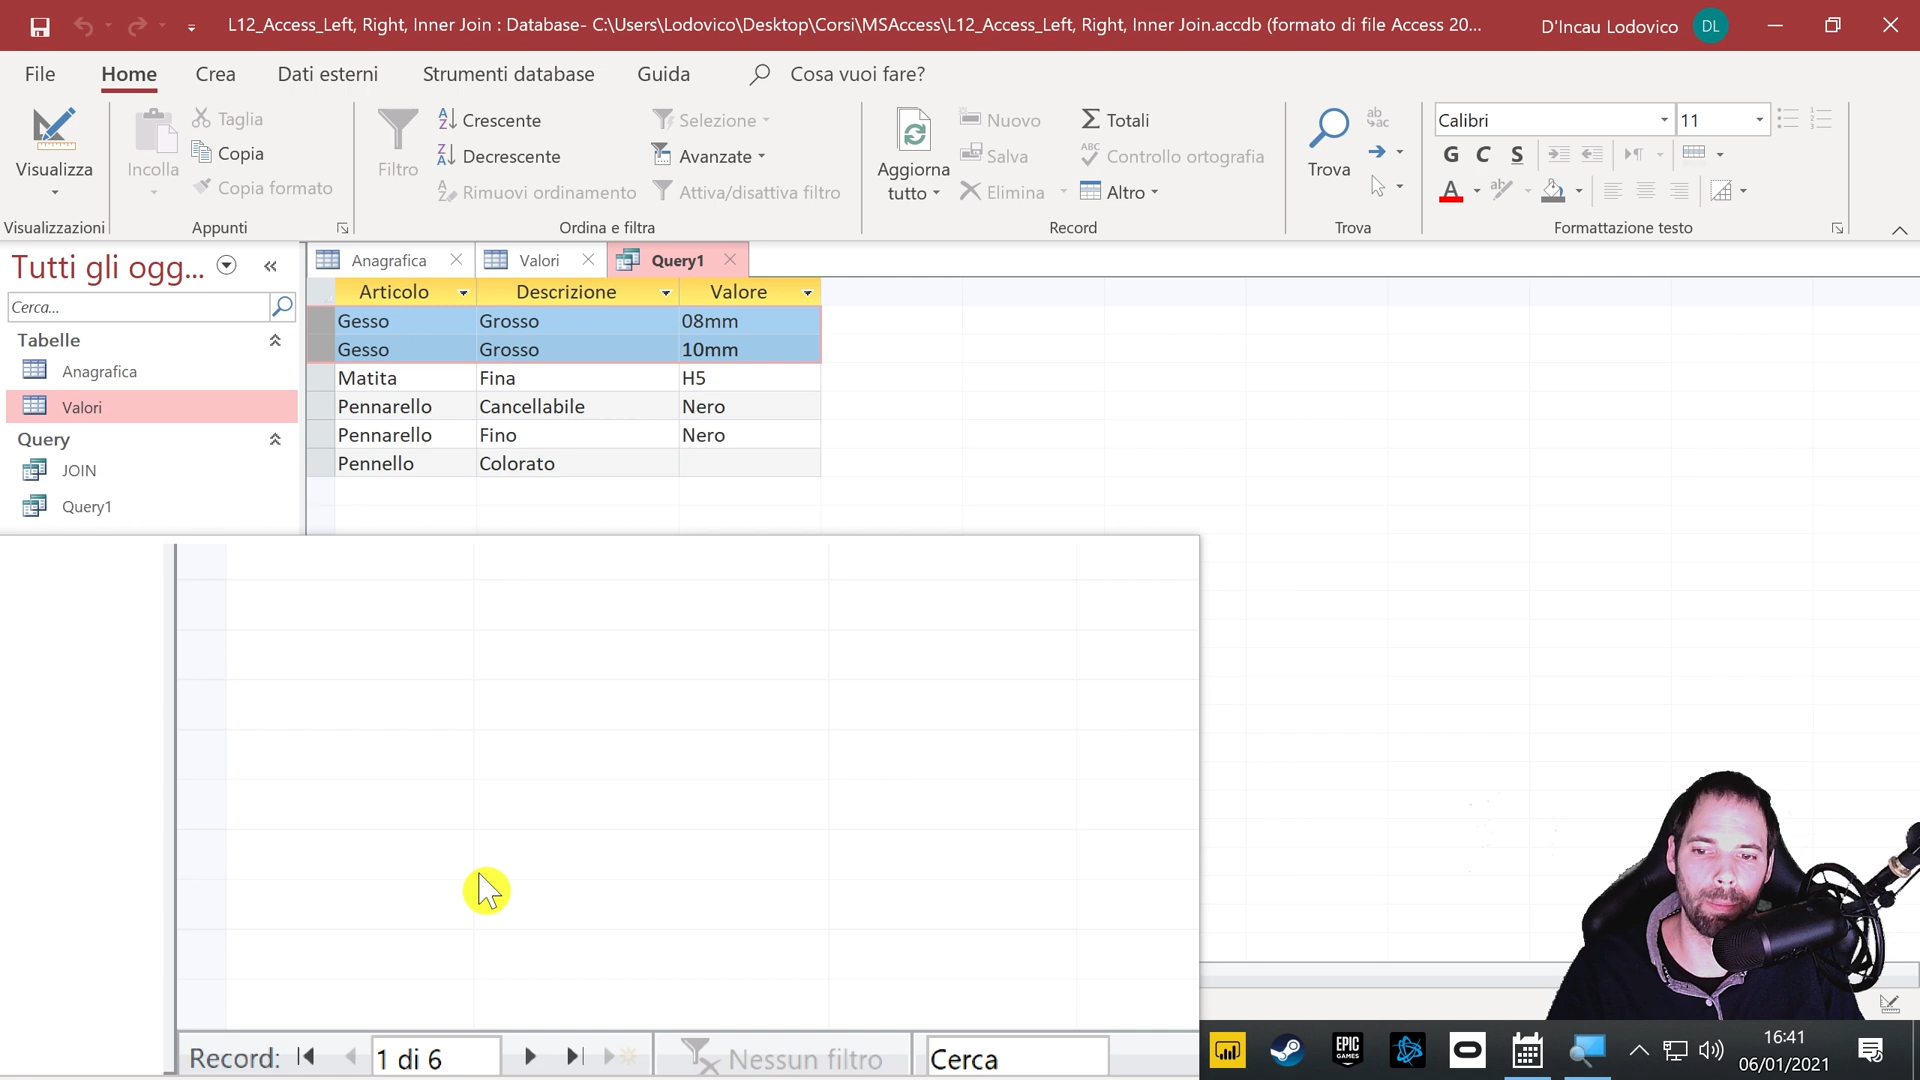 L12_Access_Left, Right, Inner Join : Database- C:\Users\Lodovico\Desktop\Corsi\MSAccess\L12_Access_Left, Right, Inner Join.accdb (formato di file Access 20...
D'Incau Lodovico
DL
File
Home
Crea
Dati esterni
Strumenti database
Guida
Cosa vuoi fare?
Visualizza
Incolla
Taglia
Copia
Copia formato
Filtro
Crescente
Decrescente
Rimuovi ordinamento
Selezione
Avanzate
Attiva/disattiva filtro
Aggiorna
tutto
Nuovo
Salva
Elimina
Totali
Controllo ortografia
Altro
Trova
Calibri
11
G C S
Visualizzazioni
Appunti
Ordina e filtra
Record
Trova
Formattazione testo
Tutti gli ogg...
Cerca...
Tabelle
Anagrafica
Valori
Query
JOIN
Query1
Anagrafica
Valori
Query1
Articolo Descrizione Valore
Gesso Grosso 08mm
Gesso Grosso 10mm
Matita Fina H5
Pennarello Cancellabile Nero
Pennarello Fino Nero
Pennello Colorato
Record:
1 di 6
Nessun filtro
Cerca
EPIC
GAMES
16:41
06/01/2021